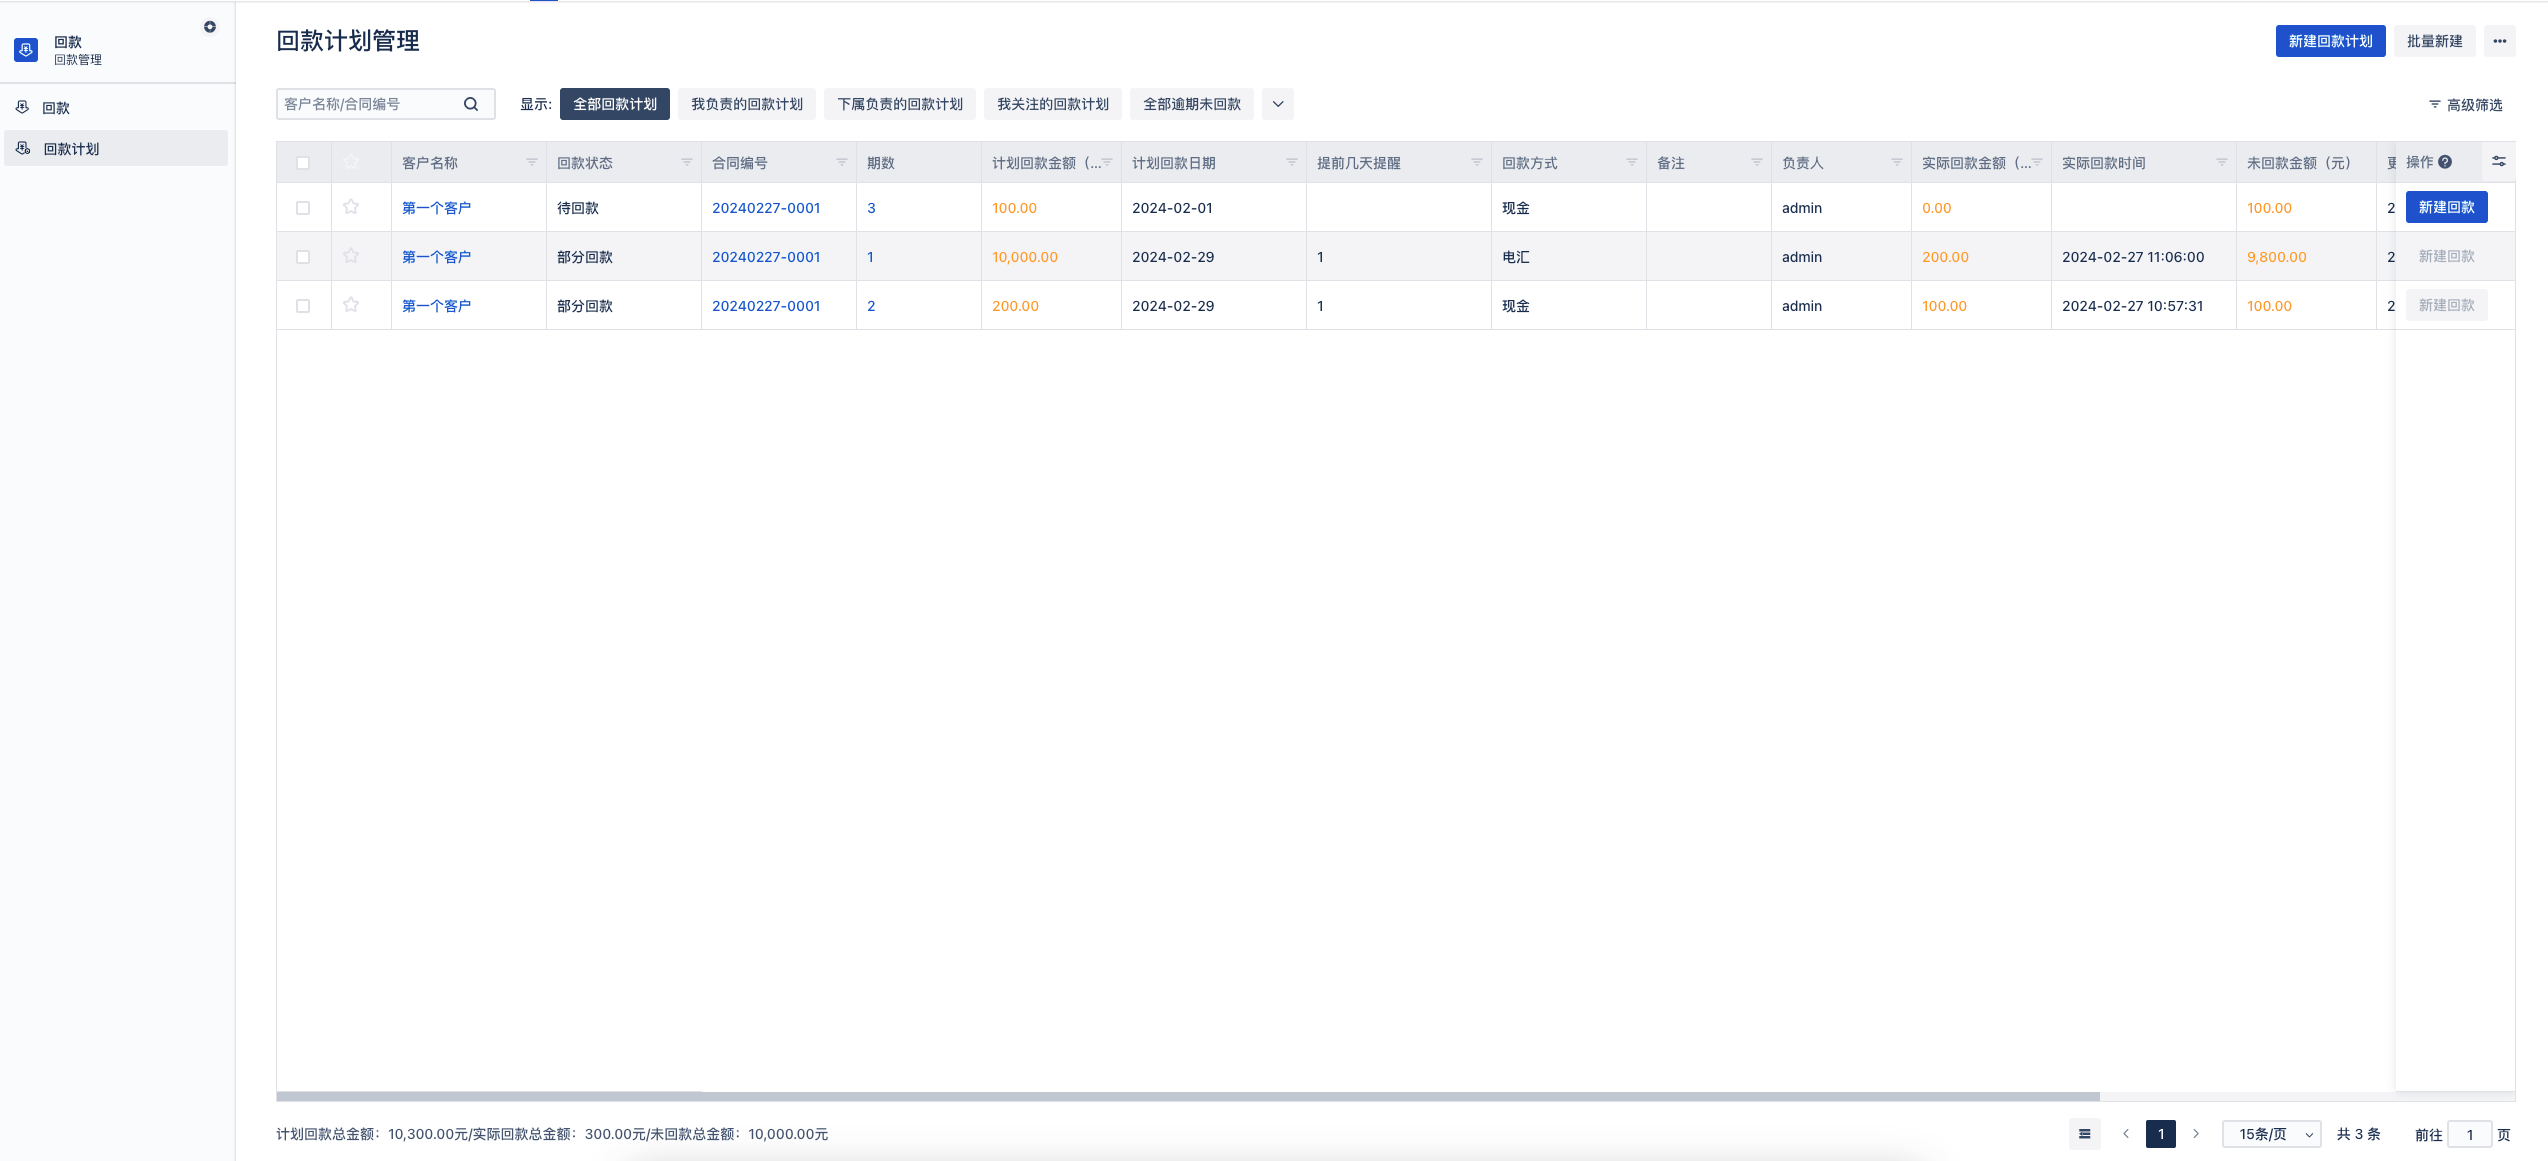 回款
回款管理
回款
回款计划
回款计划管理
新建回款计划 批量新建
客户名称/合同编号 显示: 全部回款计划 我负责的回款计划 下属负责的回款计划 我关注的回款计划 全部逾期未回款 高级筛选
客户名称 回款状态 合同编号 期数 计划回款金额（... 计划回款日期 提前几天提醒 回款方式 备注 负责人 实际回款金额（... 实际回款时间 未回款金额（元） 操作
第一个客户 待回款 20240227-0001 3 100.00 2024-02-01 现金 admin 0.00 100.00 2 新建回款
第一个客户 部分回款 20240227-0001 1 10,000.00 2024-02-29 1 电汇 admin 200.00 2024-02-27 11:06:00 9,800.00 2 新建回款
第一个客户 部分回款 20240227-0001 2 200.00 2024-02-29 1 现金 admin 100.00 2024-02-27 10:57:31 100.00 2 新建回款
计划回款总金额：10,300.00元/实际回款总金额：300.00元/未回款总金额：10,000.00元 1 15条/页 共 3 条 前往 1 页